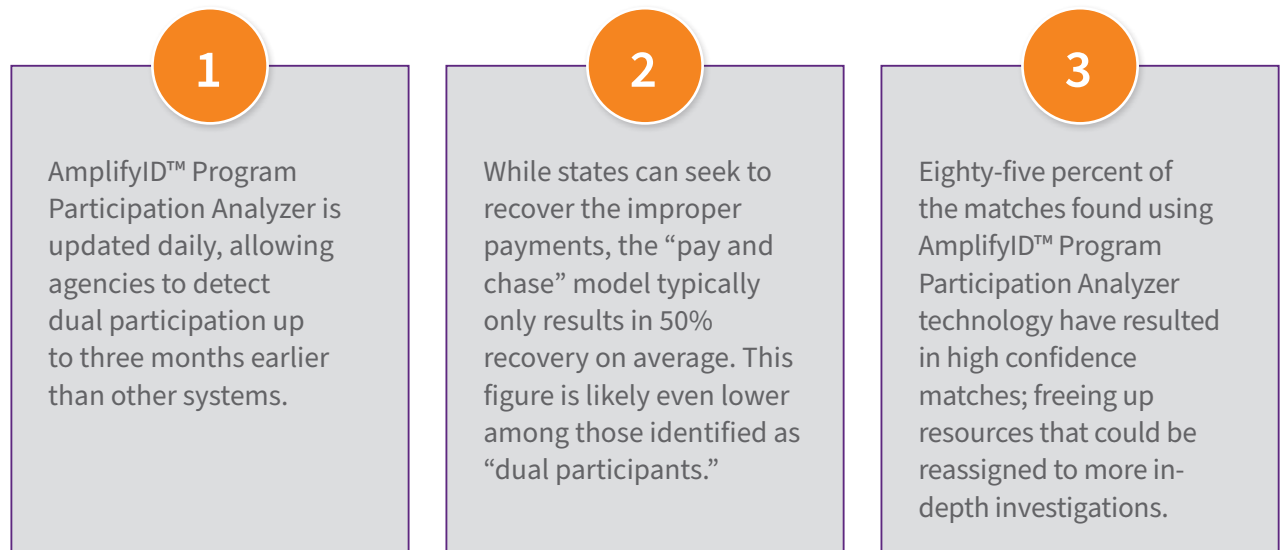 1
AmplifyID™ Program
Participation Analyzer is
updated daily, allowing
agencies to detect
dual participation up
to three months earlier
than other systems.
2
While states can seek to
recover the improper
payments, the “pay and
chase” model typically
only results in 50%
recovery on average. This
figure is likely even lower
among those identified as
“dual participants.”
3
Eighty-five percent of
the matches found using
AmplifyID™ Program
Participation Analyzer
technology have resulted
in high confidence
matches; freeing up
resources that could be
reassigned to more in-
depth investigations.